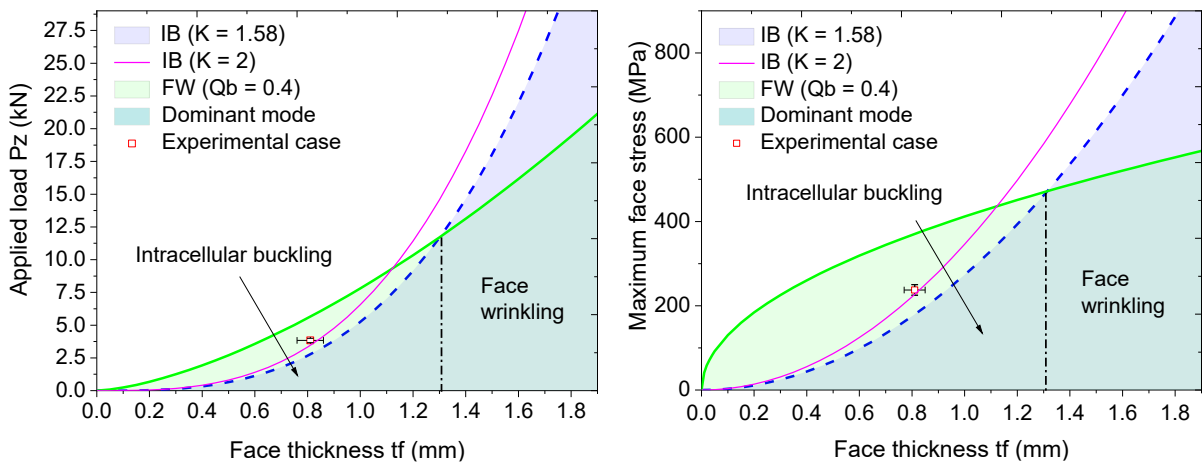 27.5
25.0
22.5
20.0
17.5
15.0
12.5
10.0
7.5
5.0
2.5
0.0
Applied load Pz (kN)
IB (K = 1.58)
IB (K = 2)
FW (Qb = 0.4)
Dominant mode
Experimental case
Intracellular buckling
Face
wrinkling
0.0 0.2 0.4 0.6 0.8 1.0 1.2 1.4 1.6 1.8
Face thickness tf (mm)
800
600
400
200
0
Maximum face stress (MPa)
IB (K = 1.58)
IB (K = 2)
FW (Qb = 0.4)
Dominant mode
Experimental case
Intracellular buckling
Face
wrinkling
0.0 0.2 0.4 0.6 0.8 1.0 1.2 1.4 1.6 1.8
Face thickness tf (mm)